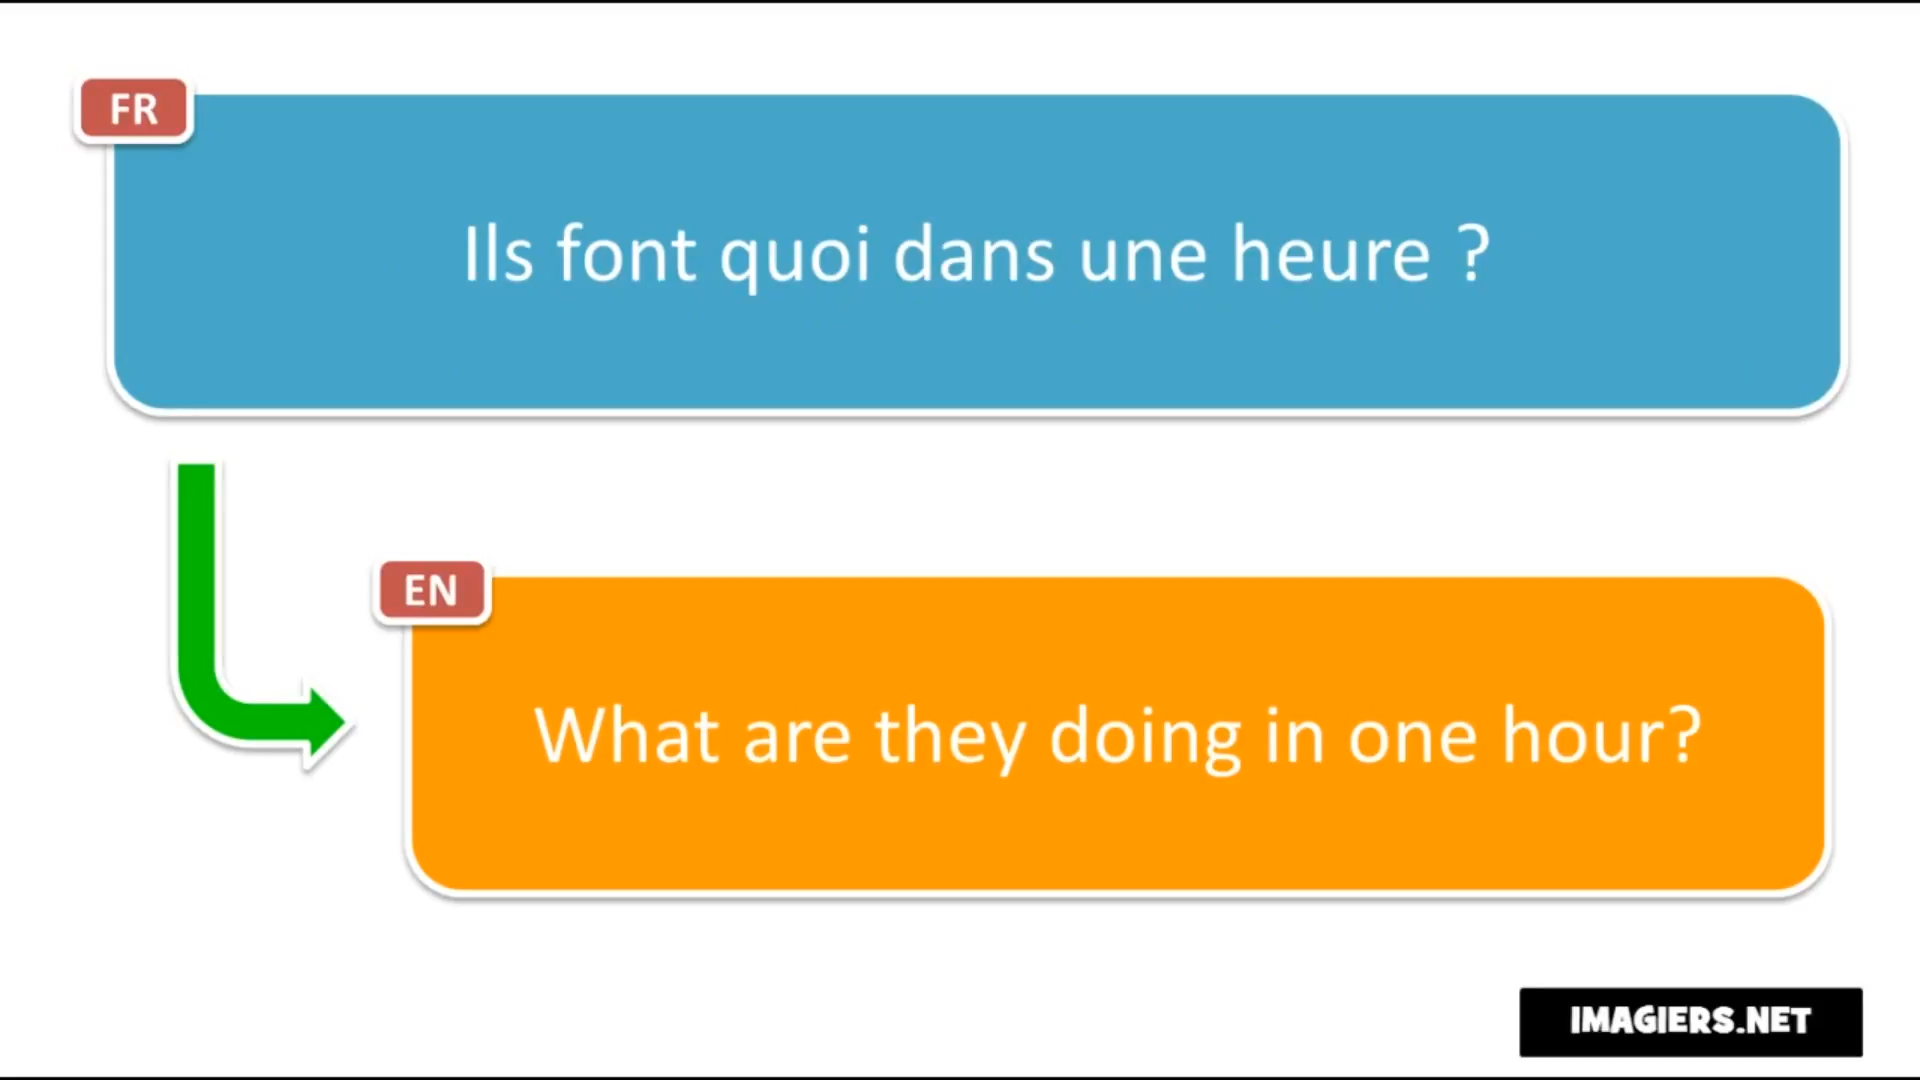 FR
Ils font quoi dans une heure ?
EN
What are they doing in one hour?
IMAGIERS.NET